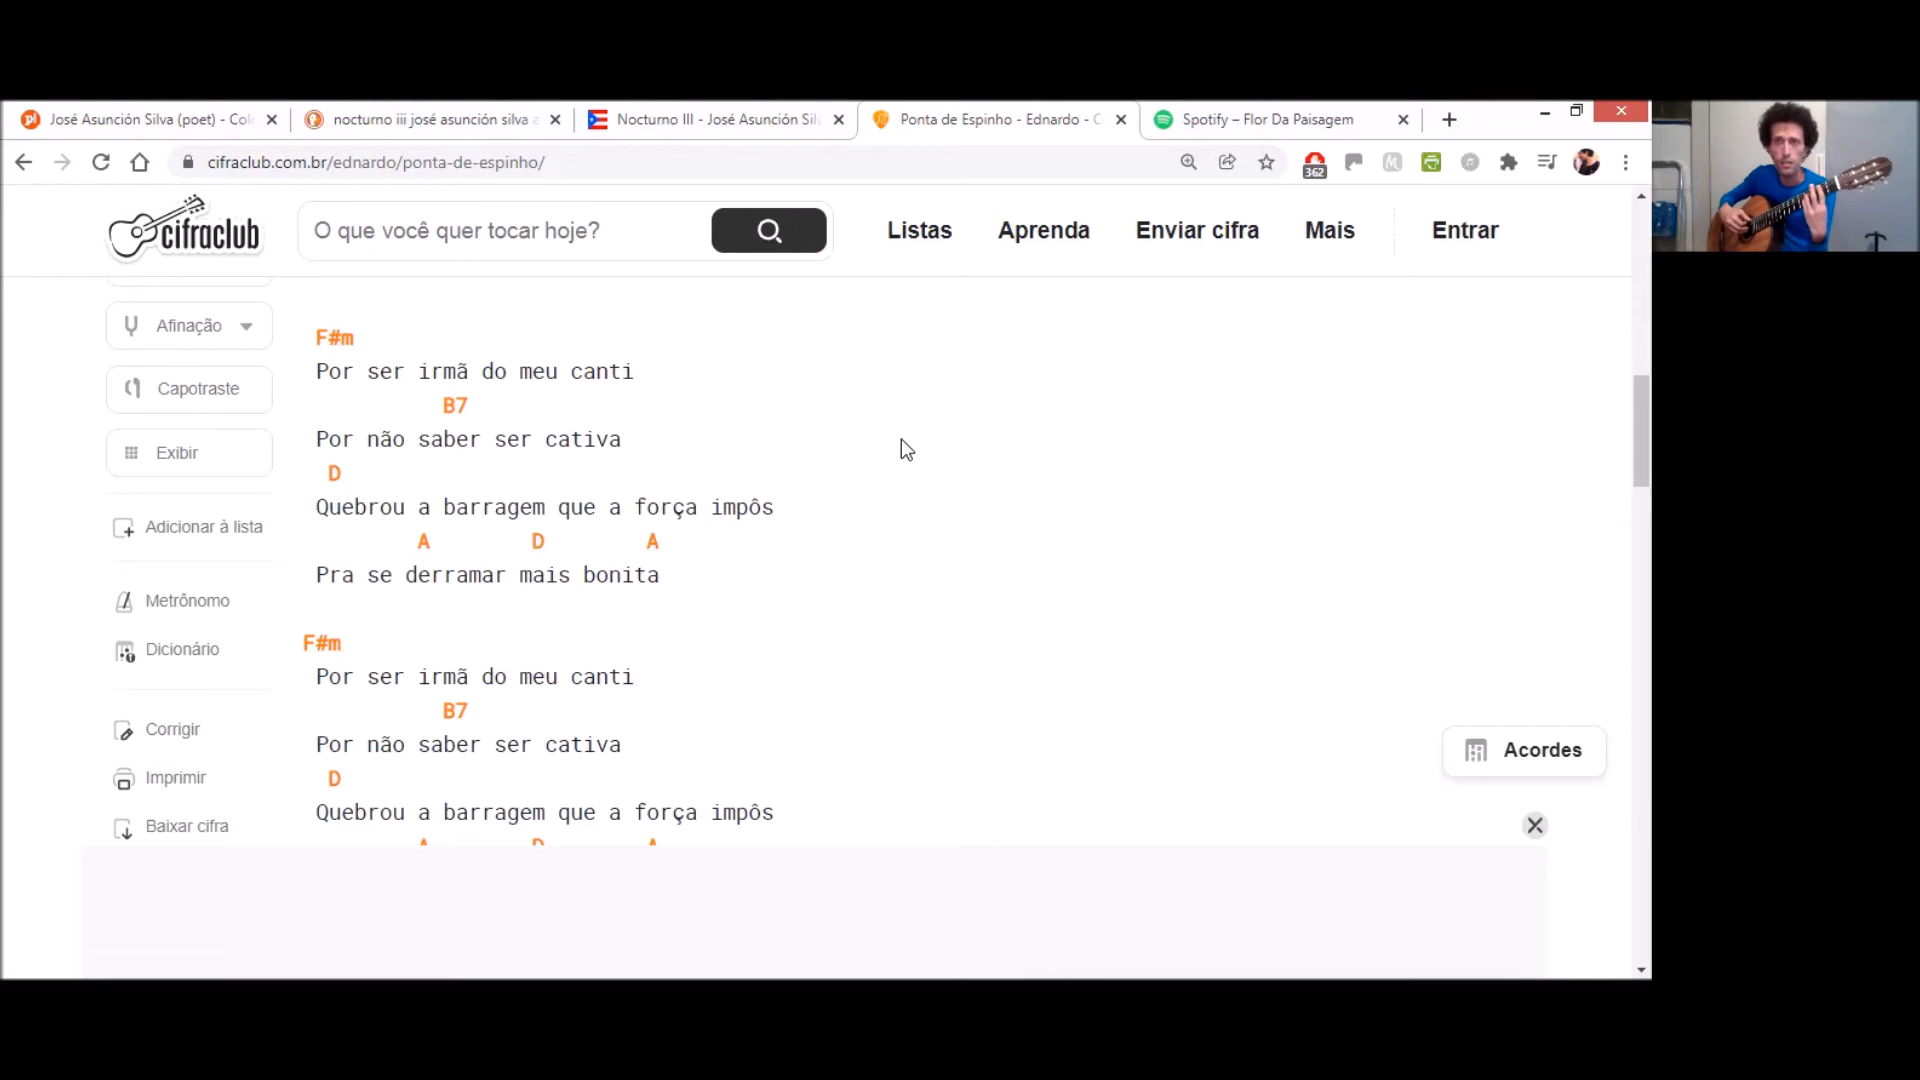 José Asunción Silva (poet) - Col
nocturno iii josé asunción silva a
Nocturno III - José Asunción Sil
Ponta de Espinho - Ednardo - C
Spotify – Flor Da Paisagem
cifraclub.com.br/ednardo/ponta-de-espinho/
362
cifraclub
O que você quer tocar hoje?
Listas
Aprenda
Enviar cifra
Mais
Entrar
Afinação
Capotraste
Exibir
Adicionar à lista
Metrônomo
Dicionário
Corrigir
Imprimir
Baixar cifra
F#m
Por ser irmã do meu canti
B7
Por não saber ser cativa
D
Quebrou a barragem que a força impôs
A D A
Pra se derramar mais bonita
F#m
Por ser irmã do meu canti
B7
Por não saber ser cativa
D
Quebrou a barragem que a força impôs
A D A
Acordes